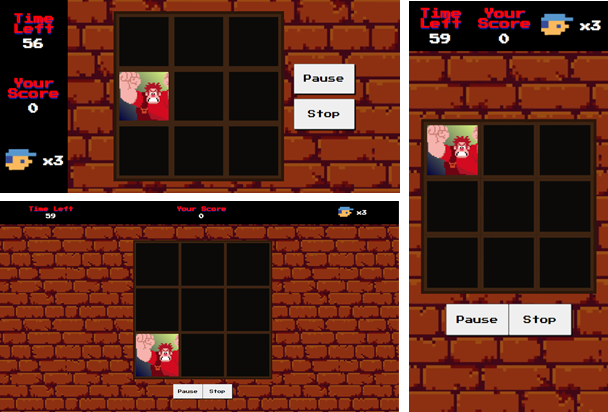 Time
Left
56
Your
Score
0
x3
Pause
Stop
Time
Left
59
Your
Score
0
x3
Pause
Stop
Time Left
59
Your Score
0
x3
Pause
Stop